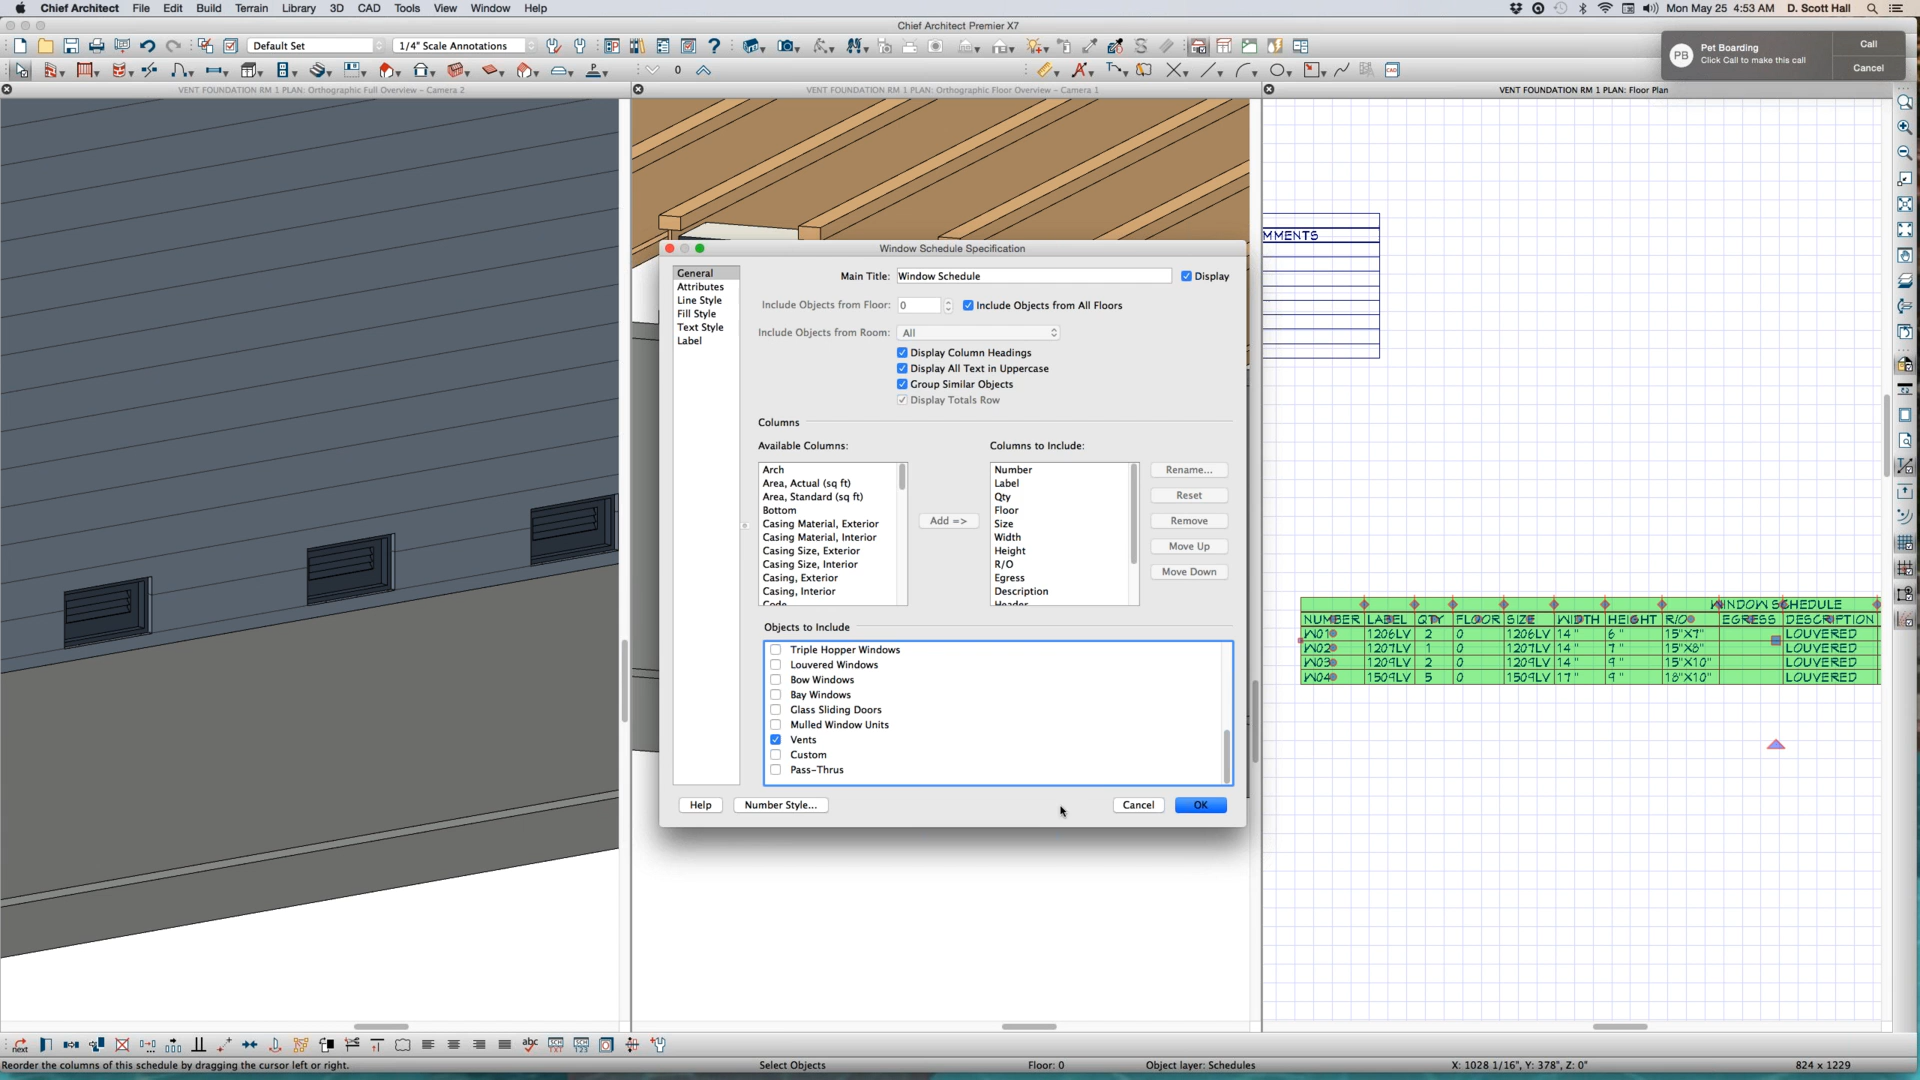 Chief Architect File Edit Build Terrain Library 3D CAD Tools View Window Help
Mon May 25 4:53 AM D. Scott Hall
Chief Architect Premier X7
Default Set
1/4" Scale Annotations
0
PB
Pet Boarding
Click Call to make this call
Call
Cancel
VENT FOUNDATION RM 1 PLAN: Orthographic Full Overview - Camera 2
VENT FOUNDATION RM 1 PLAN: Orthographic Floor Overview - Camera 1
VENT FOUNDATION RM 1 PLAN: Floor Plan
MMENTS
Window Schedule Specification
General
Attributes
Line Style
Fill Style
Text Style
Label
Main Title: Window Schedule
Display
Include Objects from Floor: 0
Include Objects from All Floors
Include Objects from Room: All
Display Column Headings
Display All Text in Uppercase
Group Similar Objects
Display Totals Row
Columns
Available Columns:
Arch
Area, Actual (sq ft)
Area, Standard (sq ft)
Bottom
Casing Material, Exterior
Casing Material, Interior
Casing Size, Exterior
Casing Size, Interior
Casing, Exterior
Casing, Interior
Code
Add =>
Columns to Include:
Number
Label
Qty
Floor
Size
Width
Height
R/O
Egress
Description
Header
Rename...
Reset
Remove
Move Up
Move Down
Objects to Include
Triple Hopper Windows
Louvered Windows
Bow Windows
Bay Windows
Glass Sliding Doors
Mulled Window Units
Vents
Custom
Pass-Thrus
Help
Number Style...
Cancel
OK
WINDOW SCHEDULE
NUMBER LABEL QTY FLOOR SIZE WIDTH HEIGHT R/O EGRESS DESCRIPTION
W01 1206LV 2 0 1206LV 14 " 6 " 15"X7" LOUVERED
W02 1207LV 1 0 1207LV 14 " 7 " 15"X8" LOUVERED
W03 1209LV 2 0 1209LV 14 " 9 " 15"X10" LOUVERED
W04 1509LV 5 0 1509LV 17 " 9 " 18"X10" LOUVERED
next
abc
Reorder the columns of this schedule by dragging the cursor left or right.
Select Objects
Floor: 0
Object layer: Schedules
X: 1028 1/16", Y: 378", Z: 0"
824 x 1229